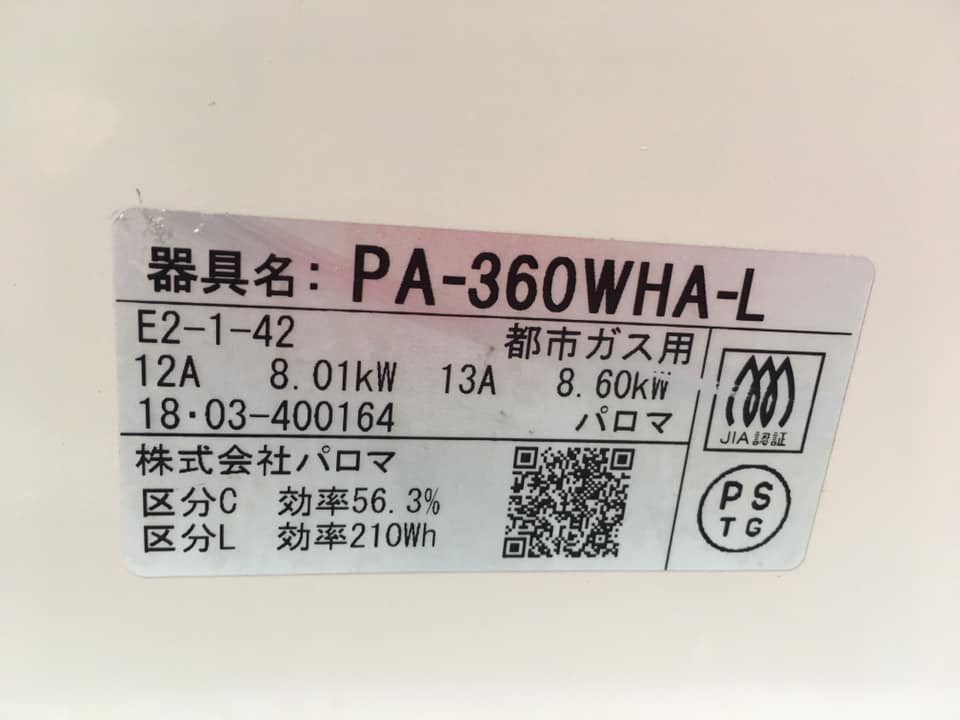 器具名: PA-360WHA-L
E2-1-42 都市ガス用
12A 8.01kW 13A 8.60kW
18・03-400164 パロマ
JIA認証
株式会社パロマ
区分C 効率56.3%
区分L 効率210Wh
PS
TG